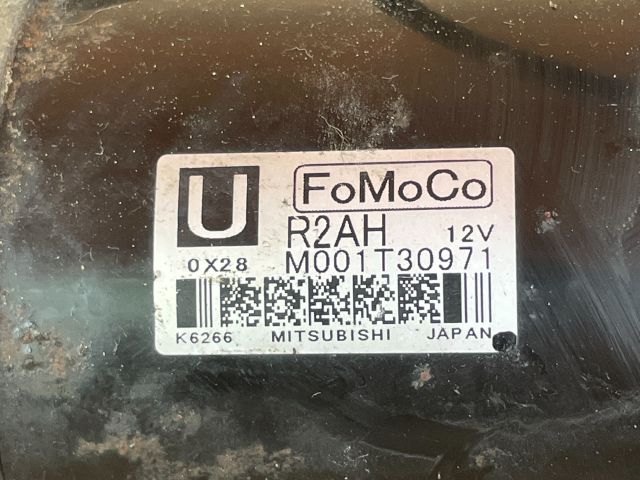 U FoMoCo
R2AH 12V
0X28 M001T30971
K6266 MITSUBISHI JAPAN